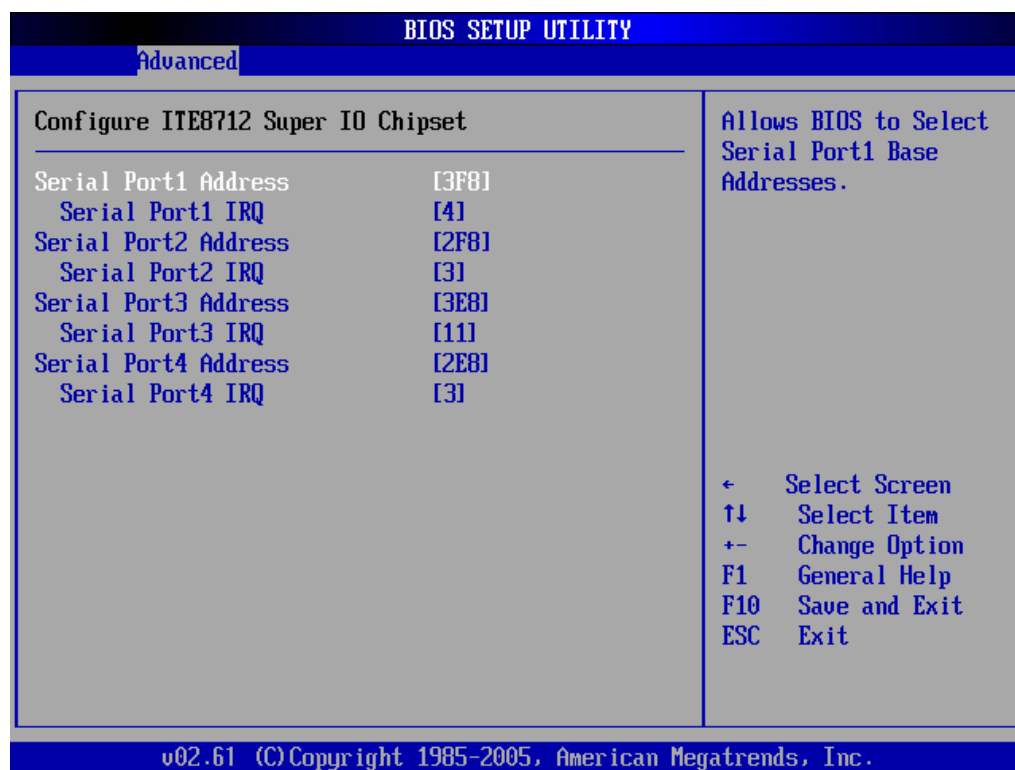 BIOS SETUP UTILITY
Advanced
Configure ITE8712 Super IO Chipset
Serial Port1 Address [3F8]
Serial Port1 IRQ [4]
Serial Port2 Address [2F8]
Serial Port2 IRQ [3]
Serial Port3 Address [3E8]
Serial Port3 IRQ [11]
Serial Port4 Address [2E8]
Serial Port4 IRQ [3]
Allows BIOS to Select
Serial Port1 Base
Addresses.
← Select Screen
↑↓ Select Item
+- Change Option
F1 General Help
F10 Save and Exit
ESC Exit
v02.61 (C)Copyright 1985-2005, American Megatrends, Inc.